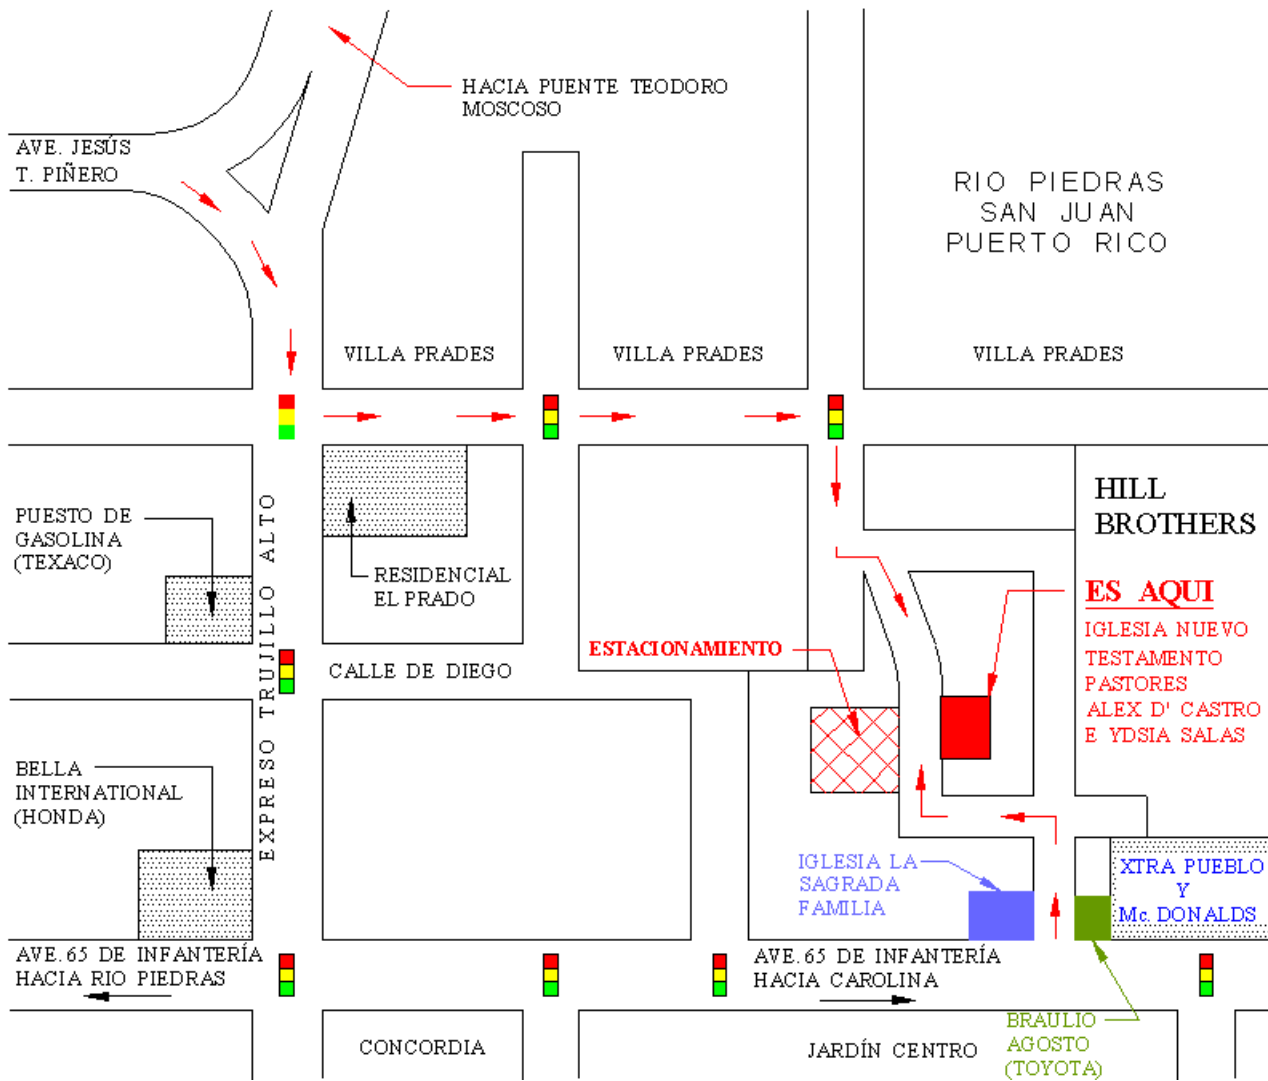 HACIA PUENTE TEODORO
MOSCOSO
AVE. JESÚS
T. PIÑERO
RIO PIEDRAS
SAN JUAN
PUERTO RICO
VILLA PRADES
VILLA PRADES
VILLA PRADES
PUESTO DE
GASOLINA
(TEXACO)
EXPRESO TRUJILLO ALTO
RESIDENCIAL
EL PRADO
HILL
BROTHERS
ES AQUI
IGLESIA NUEVO
TESTAMENTO
PASTORES
ALEX D' CASTRO
E YDSIA SALAS
ESTACIONAMIENTO
CALLE DE DIEGO
BELLA
INTERNATIONAL
(HONDA)
IGLESIA LA
SAGRADA
FAMILIA
XTRA PUEBLO
Y
Mc. DONALDS
AVE. 65 DE INFANTERÍA
HACIA RIO PIEDRAS
AVE. 65 DE INFANTERÍA
HACIA CAROLINA
CONCORDIA
JARDÍN CENTRO
BRAULIO
AGOSTO
(TOYOTA)